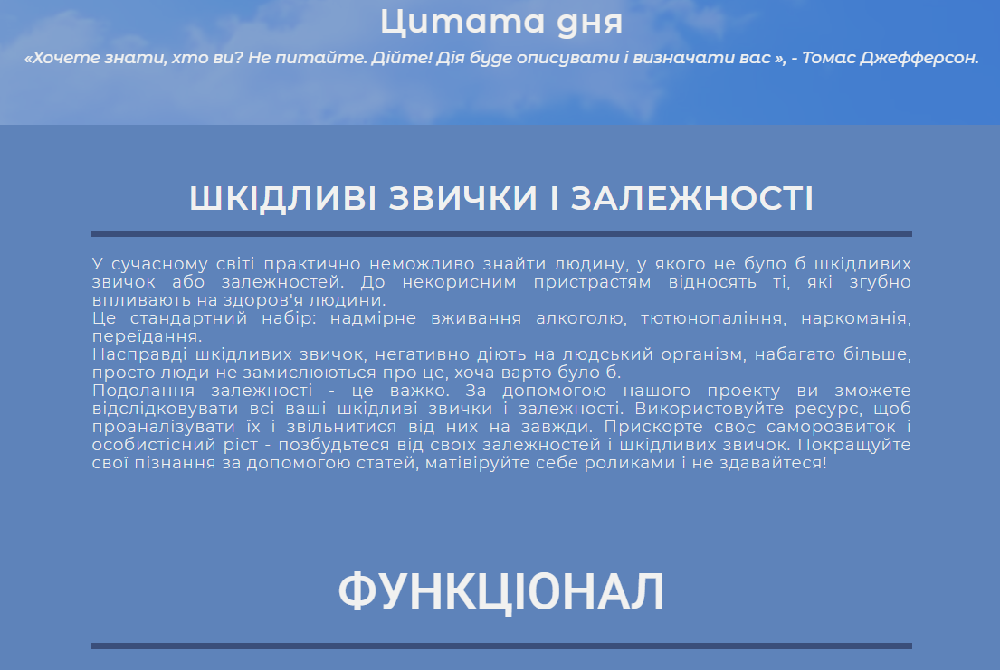 Цитата дня
«Хочете знати, хто ви? Не питайте. Дійте! Дія буде описувати і визначати вас », - Томас Джефферсон.
ШКІДЛИВІ ЗВИЧКИ І ЗАЛЕЖНОСТІ
У сучасному світі практично неможливо знайти людину, у якого не було б шкідливих
звичок або залежностей. До некорисним пристрастям відносять ті, які згубно
впливають на здоров'я людини.
Це стандартний набір: надмірне вживання алкоголю, тютюнопаління, наркоманія,
переїдання.
Насправді шкідливих звичок, негативно діють на людський організм, набагато більше,
просто люди не замислюються про це, хоча варто було б.
Подолання залежності - це важко. За допомогою нашого проекту ви зможете
відслідковувати всі ваші шкідливі звички і залежності. Використовуйте ресурс, щоб
проаналізувати їх і звільнитися від них на завжди. Прискорте своє саморозвиток і
особистісний ріст - позбудьтеся від своїх залежностей і шкідливих звичок. Покращуйте
свої пізнання за допомогою статей, матівіруйте себе роликами і не здавайтеся!
ФУНКЦІОНАЛ